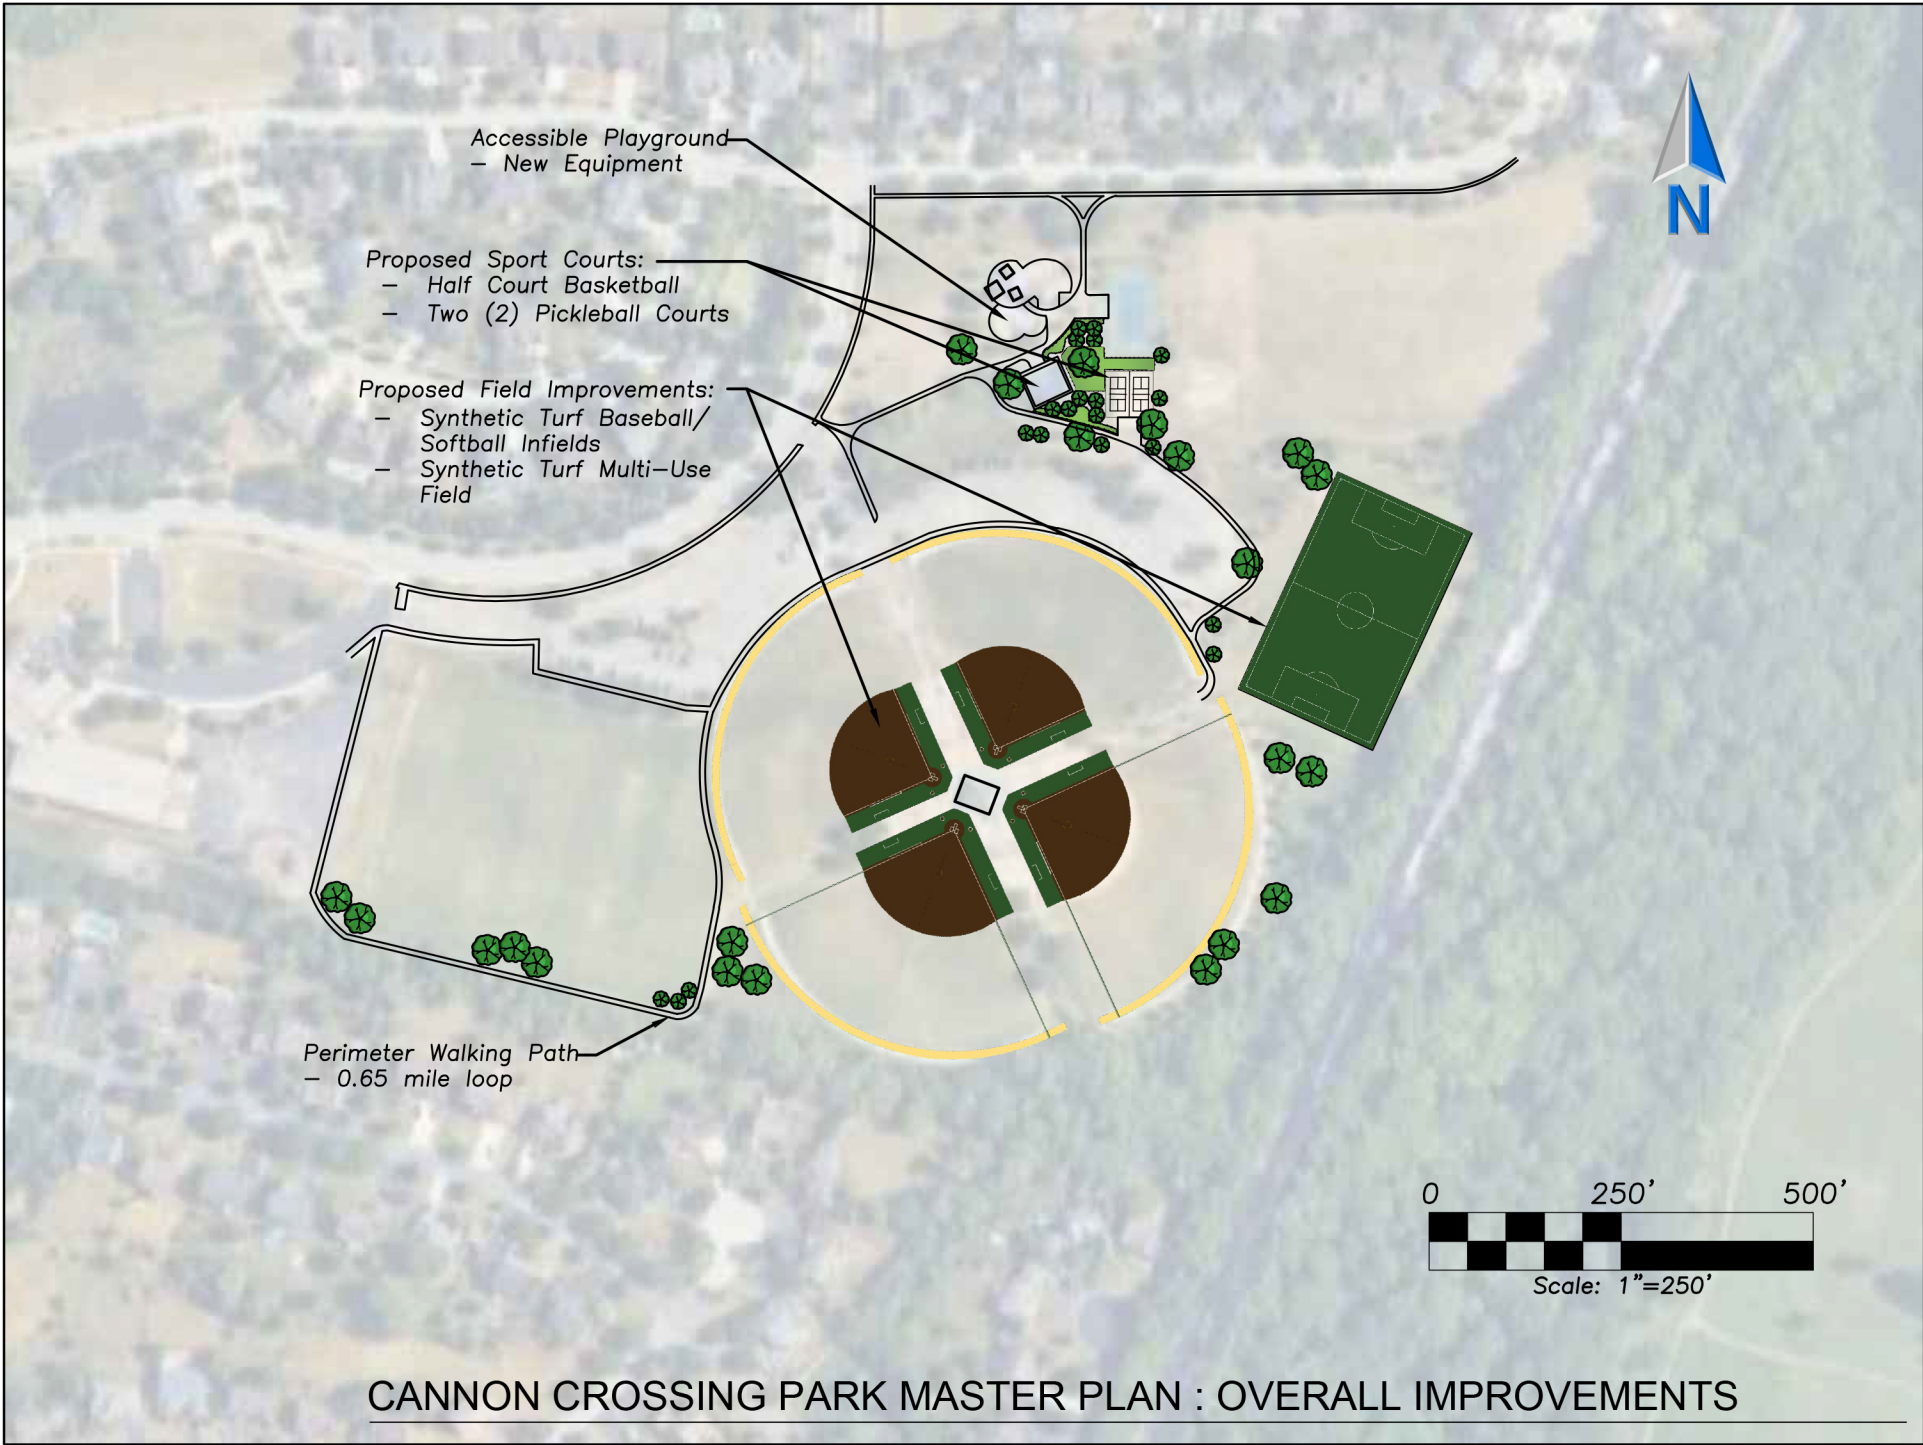 Accessible Playground
- New Equipment
N
Proposed Sport Courts:
- Half Court Basketball
- Two (2) Pickleball Courts
Proposed Field Improvements:
- Synthetic Turf Baseball/
Softball Infields
- Synthetic Turf Multi-Use
Field
Perimeter Walking Path
- 0.65 mile loop
0 250' 500'
Scale: 1"=250'
CANNON CROSSING PARK MASTER PLAN : OVERALL IMPROVEMENTS